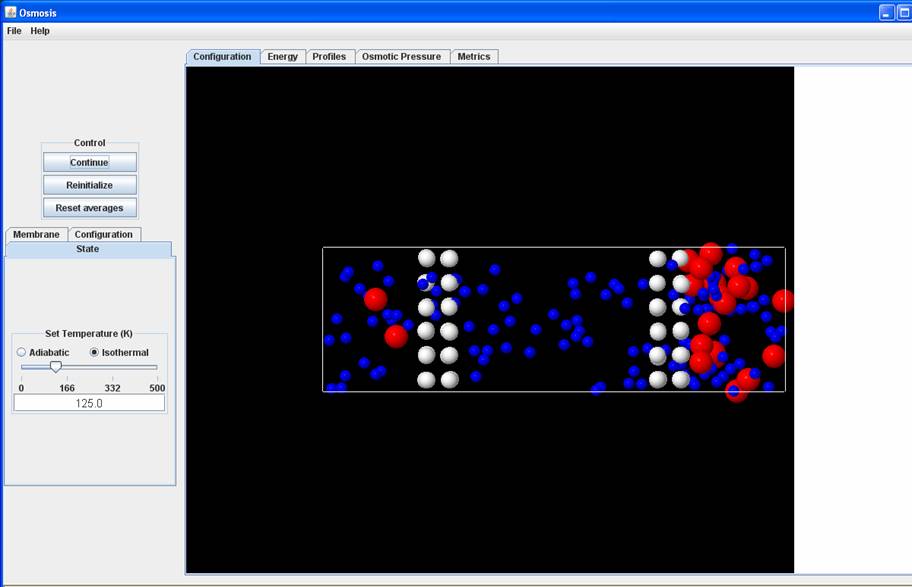 Osmosis
File Help
Configuration Energy Profiles Osmotic Pressure Metrics
Control
Continue
Reinitialize
Reset averages
Membrane Configuration
State
Set Temperature (K)
Adiabatic Isothermal
0 166 332 500
125.0